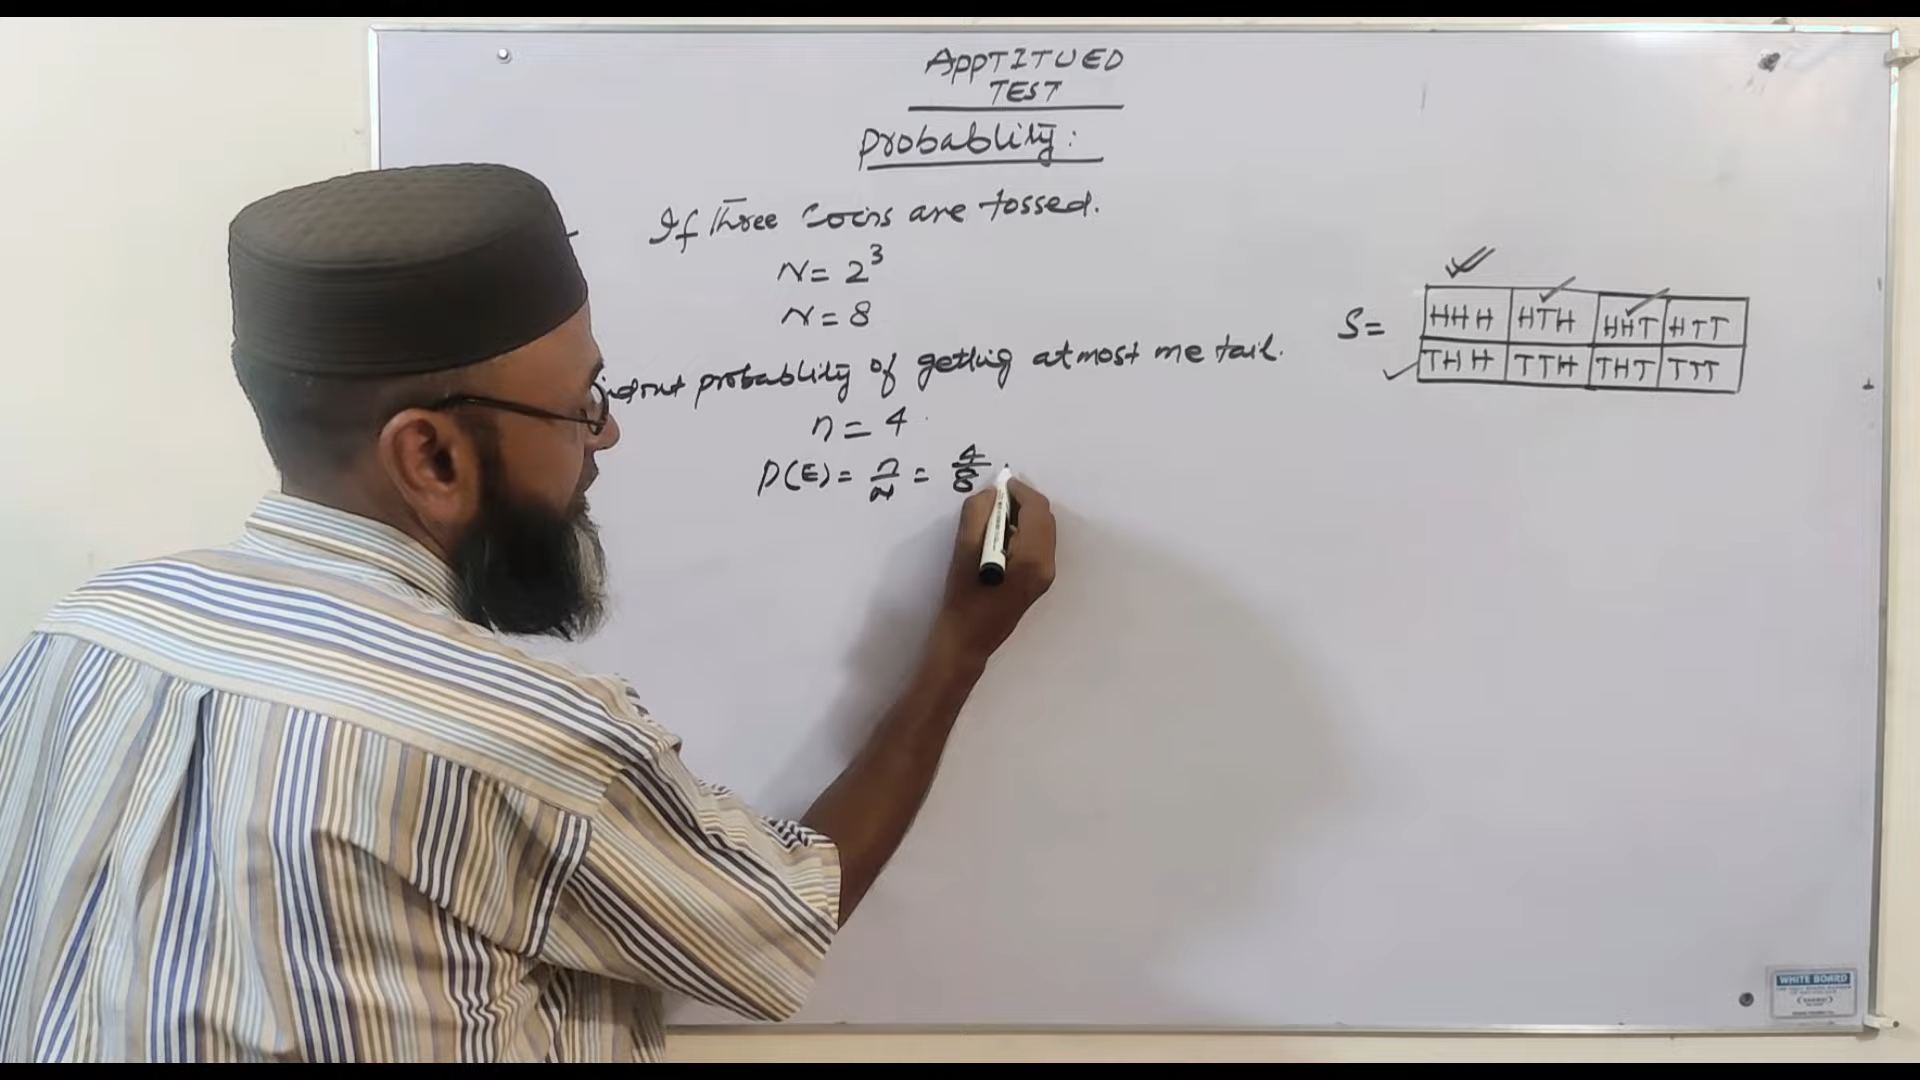 APPTITUED
TEST
Probablity:
If Three Coins are tossed.
N = 2³
N = 8
probablity of getting atmost one tail.
n = 4
P(E) = n/N = 4/8
S=
HHH HTH HHT HTT
THH TTH THT TTT
WHITE BOARD